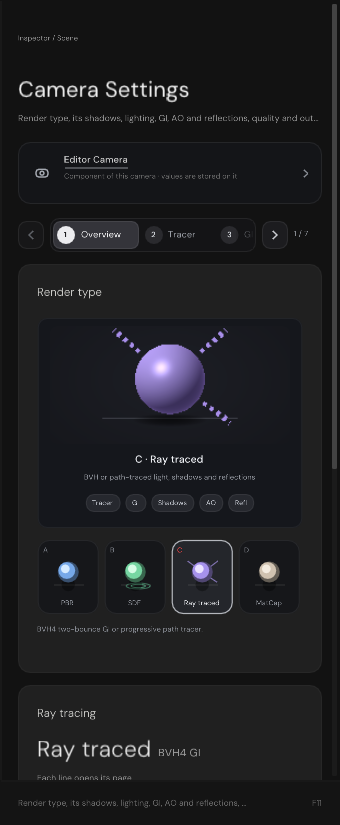 Inspector / Scene
Camera Settings
Render type, its shadows, lighting, GI, AO and reflections, quality and out...
Editor Camera
Component of this camera · values are stored on it
1 Overview 2 Tracer 3 G 1 / 7
Render type
C · Ray traced
BVH or path-traced light, shadows and reflections
Tracer GI Shadows AO Refl
A B C D
PBR SDF Ray traced MatCap
BVH4 two-bounce GI or progressive path tracer.
Ray tracing
Ray traced BVH4 GI
Each line opens its page
Render type, its shadows, lighting, GI, AO and reflections, ... F11